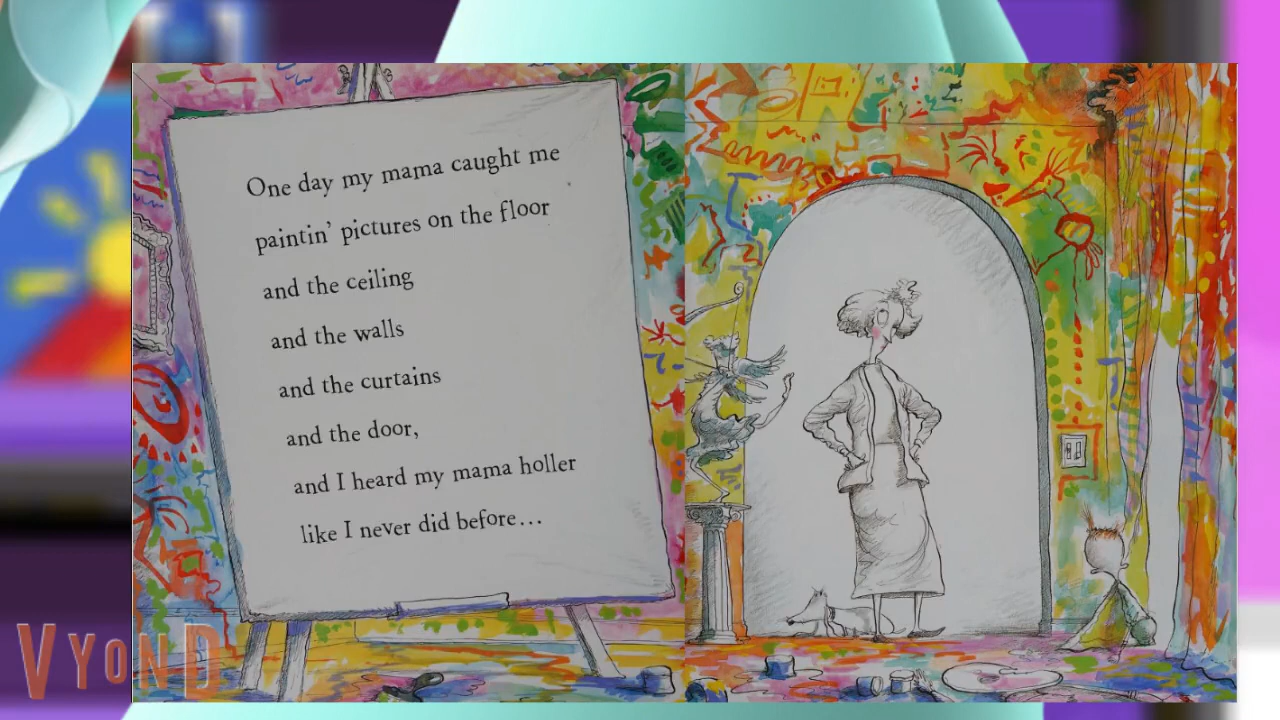 One day my mama caught me
paintin' pictures on the floor
and the ceiling
and the walls
and the curtains
and the door,
and I heard my mama holler
like I never did before...
VYOND